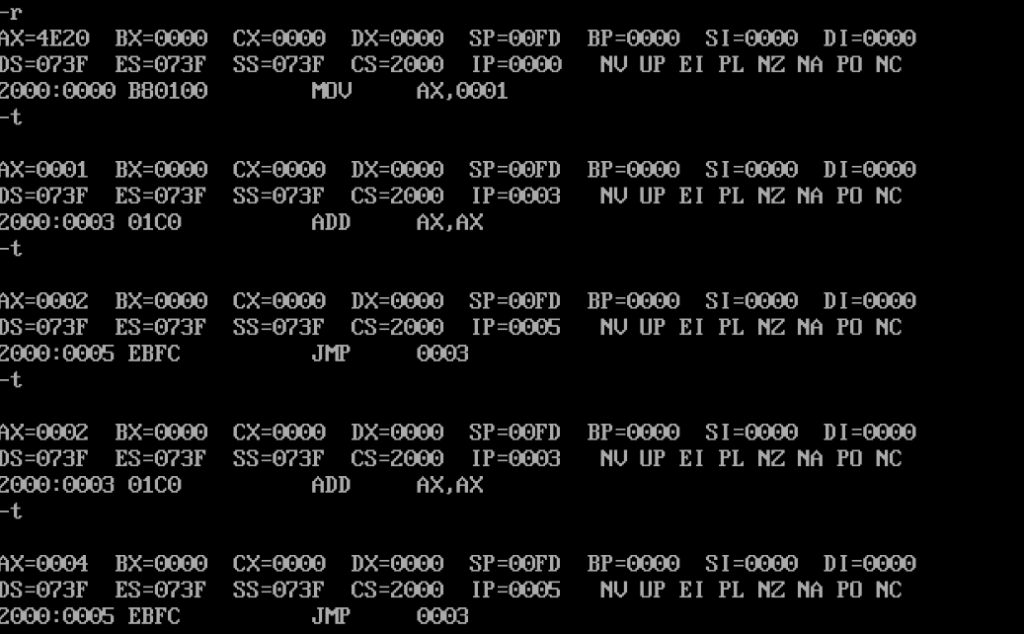 -r
AX=4E20 BX=0000 CX=0000 DX=0000 SP=00FD BP=0000 SI=0000 DI=0000
DS=073F ES=073F SS=073F CS=2000 IP=0000 NV UP EI PL NZ NA PO NC
2000:0000 B80100 MOV AX,0001
-t
AX=0001 BX=0000 CX=0000 DX=0000 SP=00FD BP=0000 SI=0000 DI=0000
DS=073F ES=073F SS=073F CS=2000 IP=0003 NV UP EI PL NZ NA PO NC
2000:0003 01C0 ADD AX,AX
-t
AX=0002 BX=0000 CX=0000 DX=0000 SP=00FD BP=0000 SI=0000 DI=0000
DS=073F ES=073F SS=073F CS=2000 IP=0005 NV UP EI PL NZ NA PO NC
2000:0005 EBFC JMP 0003
-t
AX=0002 BX=0000 CX=0000 DX=0000 SP=00FD BP=0000 SI=0000 DI=0000
DS=073F ES=073F SS=073F CS=2000 IP=0003 NV UP EI PL NZ NA PO NC
2000:0003 01C0 ADD AX,AX
-t
AX=0004 BX=0000 CX=0000 DX=0000 SP=00FD BP=0000 SI=0000 DI=0000
DS=073F ES=073F SS=073F CS=2000 IP=0005 NV UP EI PL NZ NA PO NC
2000:0005 EBFC JMP 0003